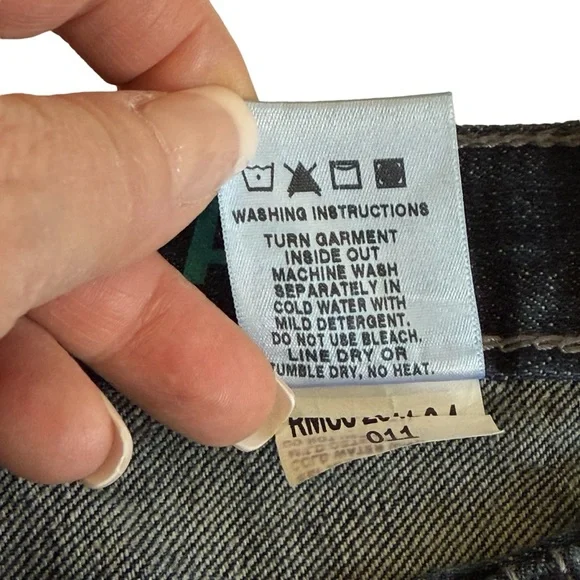 WASHING INSTRUCTIONS
TURN GARMENT
INSIDE OUT
MACHINE WASH
SEPARATELY IN
COLD WATER WITH
MILD DETERGENT.
DO NOT USE BLEACH.
LINE DRY OR
TUMBLE DRY, NO HEAT.
011